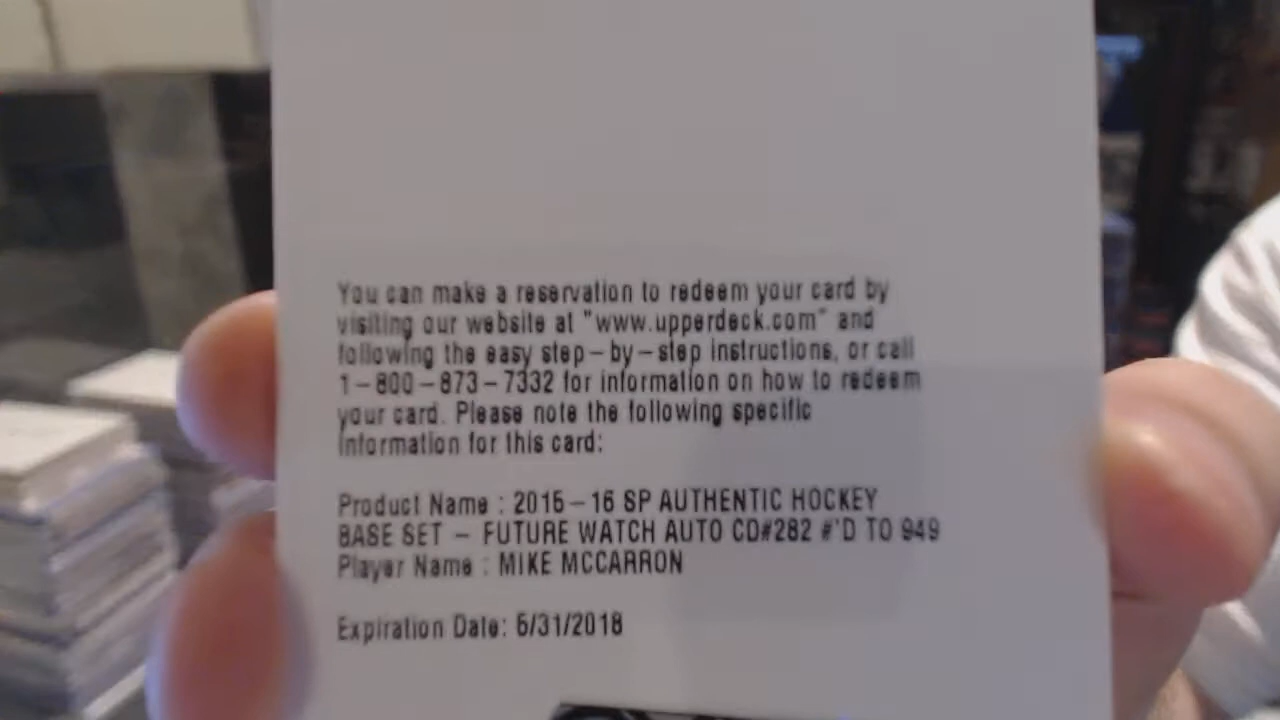 You can make a reservation to redeem your card by
visiting our website at "www.upperdeck.com" and
following the easy step-by-step instructions, or call
1-800-873-7332 for information on how to redeem
your card. Please note the following specific
information for this card:
Product Name : 2015-16 SP AUTHENTIC HOCKEY
BASE SET - FUTURE WATCH AUTO CD#282 #'D TO 949
Player Name : MIKE MCCARRON
Expiration Date: 5/31/2018